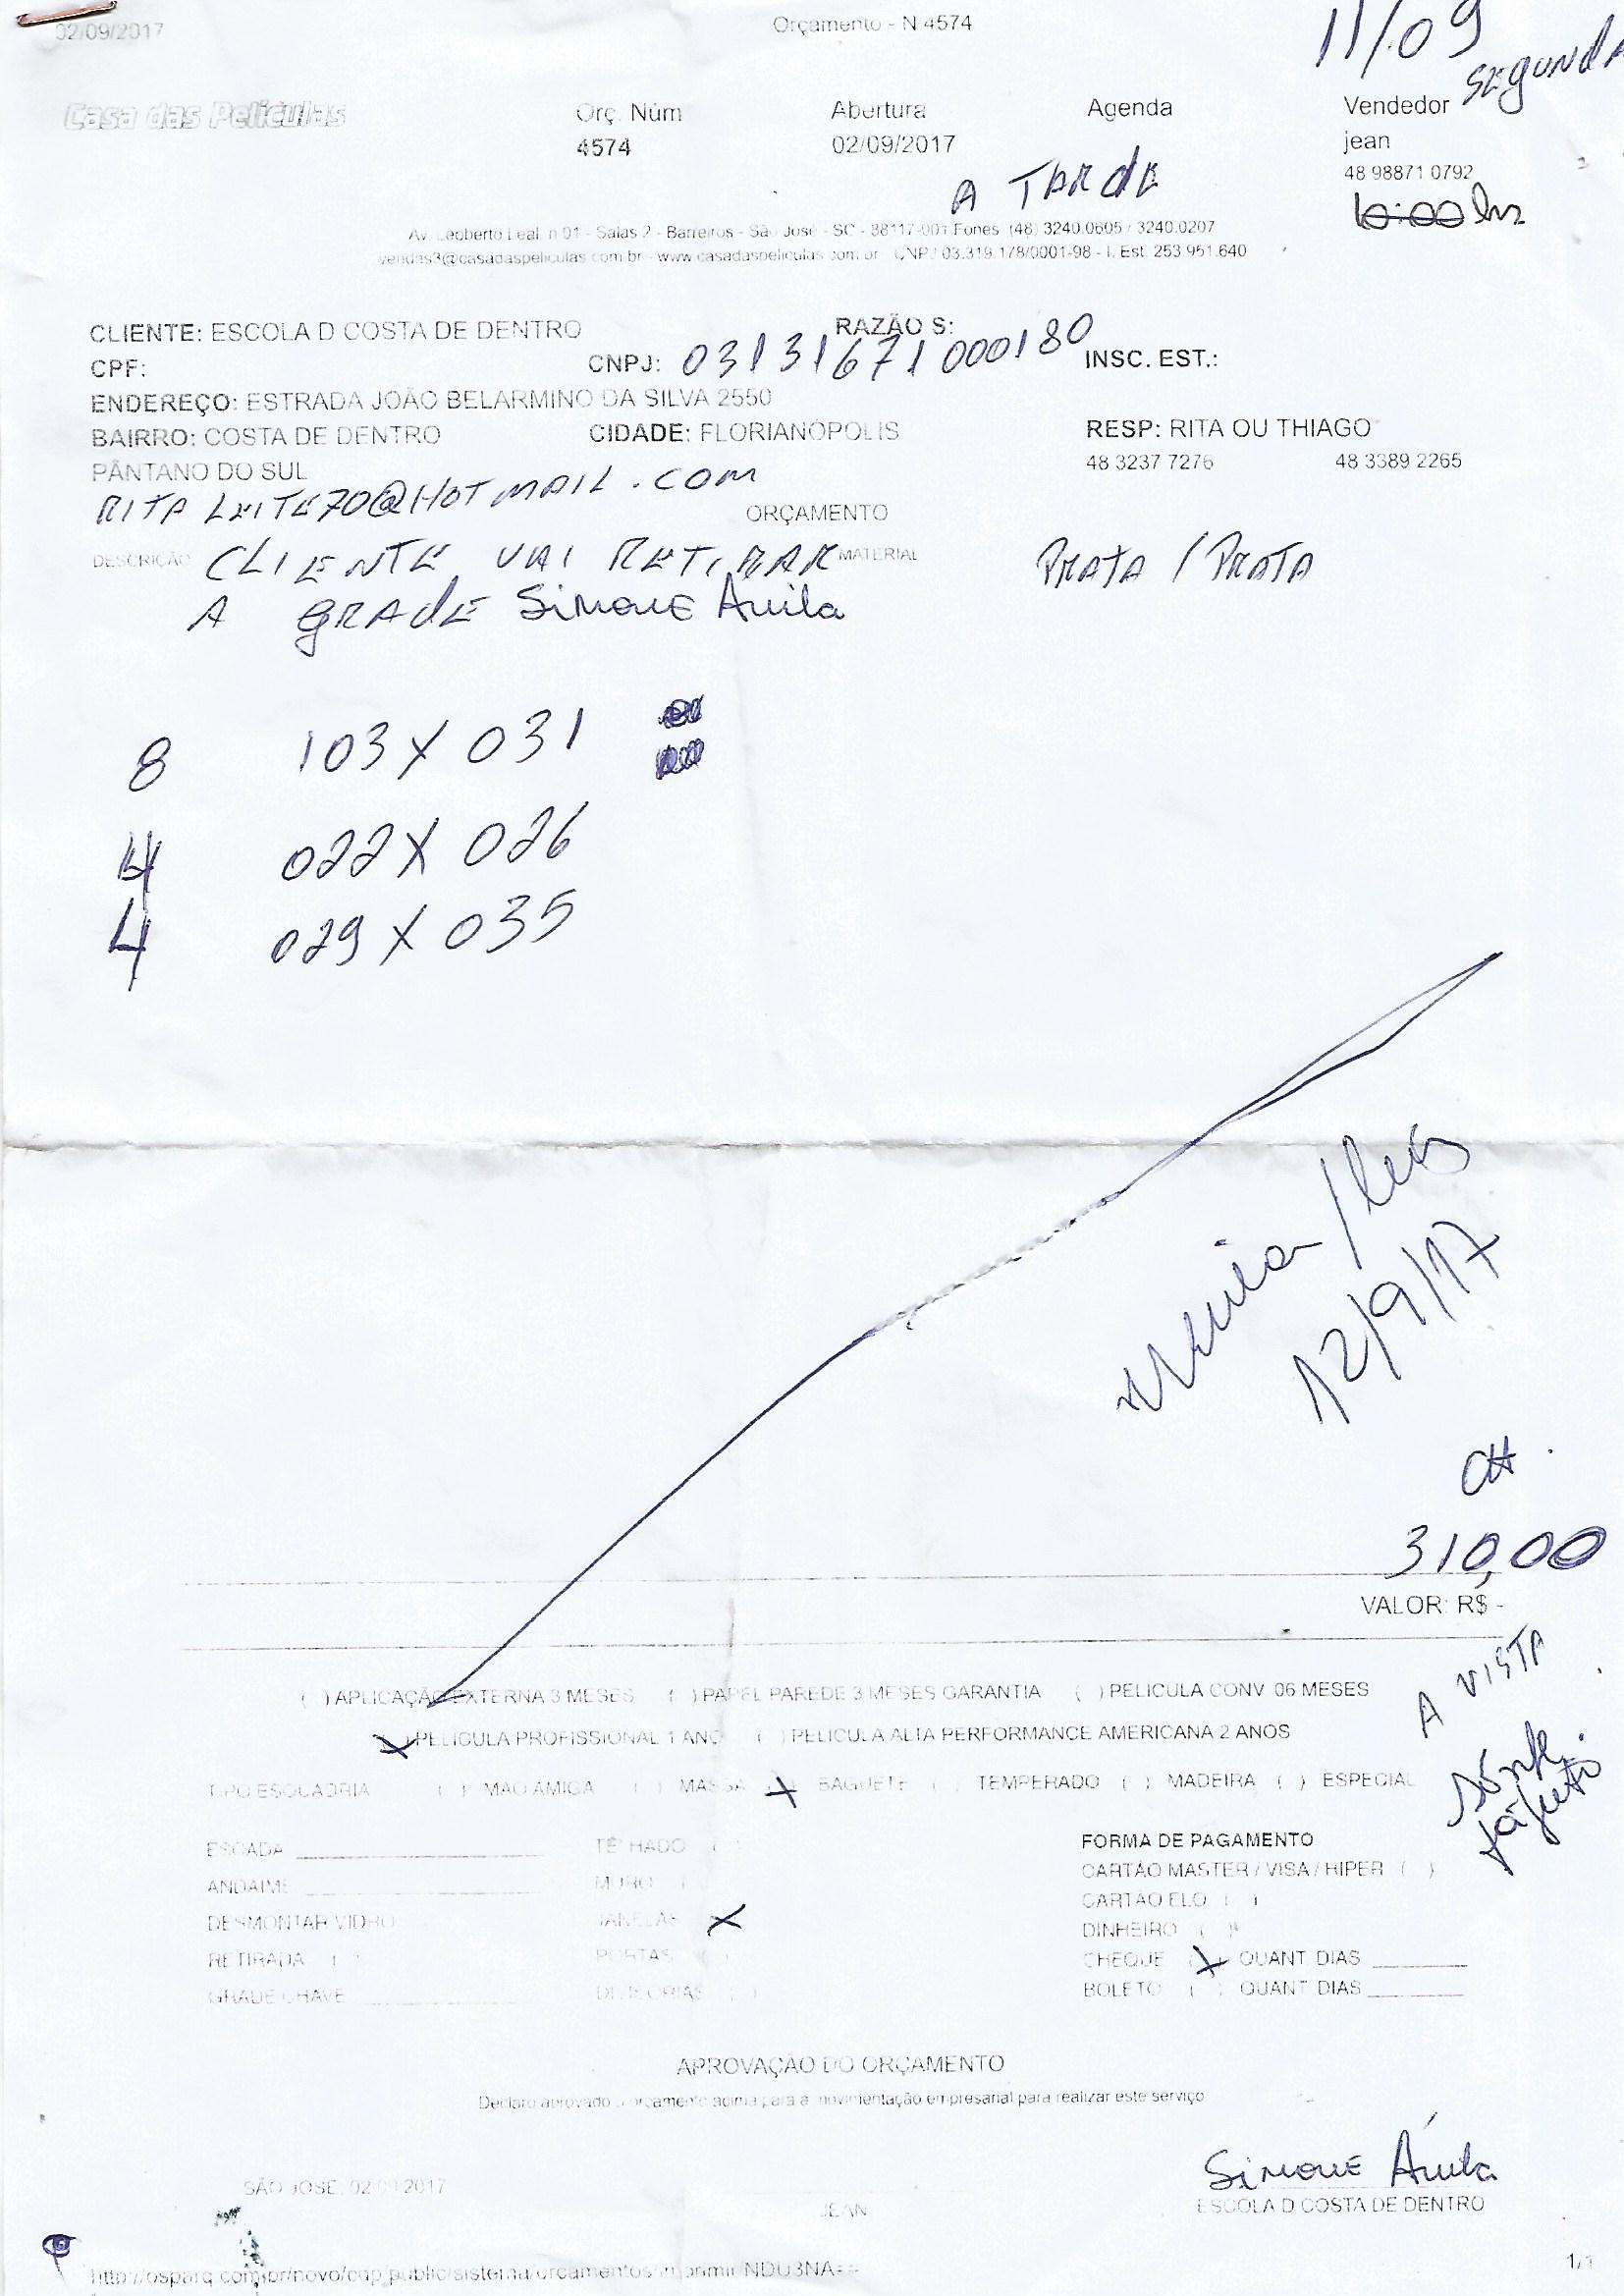 02/09/2017 Orçamento - N 4574
11/09
SEGUNDA
Casa das Películas Orç. Núm Abertura Agenda Vendedor
4574 02/09/2017 jean
48 98871 0792
A TARDE
10:00 hs
Av. Leoberto Leal n 01 - Salas 2 - Barreiros - São José - SC - 88117-001 Fones (48) 3240.0605 / 3240.0207
vendas3@casadaspeliculas.com.br - www.casadaspeliculas.com.br - CNPJ 03.319.178/0001-98 - I. Est. 253.951.640
CLIENTE: ESCOLA D COSTA DE DENTRO RAZÃO S:
CPF: CNPJ: 03131671000180 INSC. EST.:
ENDEREÇO: ESTRADA JOÃO BELARMINO DA SILVA 2550
BAIRRO: COSTA DE DENTRO CIDADE: FLORIANÓPOLIS RESP: RITA OU THIAGO
PÂNTANO DO SUL 48 3237 7276 48 3389 2265
RITA LEITE70@HOTMAIL.COM
ORÇAMENTO
DESCRIÇÃO CLIENTE VAI RETIRAR MATERIAL PRATA / PRATA
A GRADE Simone Ávila
8 103 X 031
4 022 X 026
4 029 X 035
12/9/17
CH.
310,00
VALOR: R$ -
A VISTA
( ) APLICAÇÃO EXTERNA 3 MESES ( ) PAPEL PAREDE 3 MESES GARANTIA ( ) PELICULA CONV 06 MESES
(X) PELICULA PROFISSIONAL 1 ANO ( ) PELICULA ALTA PERFORMANCE AMERICANA 2 ANOS
TIPO ESQUADRIA ( ) MÃO AMIGA ( ) MASSA (X) BAGUETE ( ) TEMPERADO ( ) MADEIRA ( ) ESPECIAL
ESCADA TELHADO ( ) FORMA DE PAGAMENTO
CARTÃO MASTER / VISA / HIPER ( )
ANDAIME MURO ( )
CARTÃO ELO ( )
DESMONTAR VIDRO JANELAS X
DINHEIRO ( )
RETIRADA ( ) PORTAS
CHEQUE (X) QUANT DIAS
GRADE CHAVE DIVISORIAS ( )
BOLETO ( ) QUANT DIAS
APROVAÇÃO DO ORÇAMENTO
Declaro aprovado o orçamento acima para a movimentação empresarial para realizar este serviço
Simone Ávila
SÃO JOSE, 02/09/2017 JEAN ESCOLA D COSTA DE DENTRO
1/1